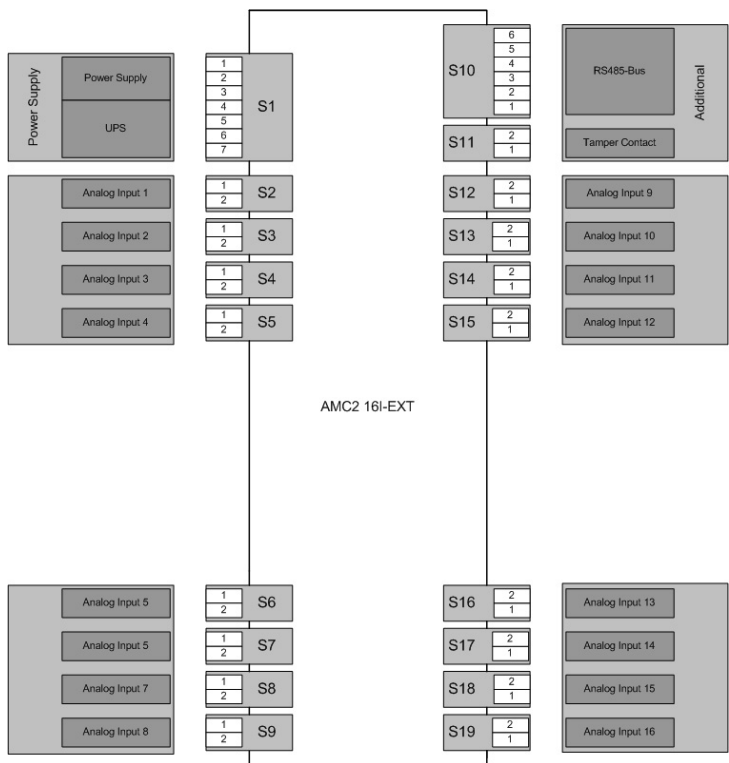 Power Supply
Power Supply
UPS
1
2
3
4
5
6
7
S1
S10
6
5
4
3
2
1
RS485-Bus
Additional
S11
2
1
Tamper Contact
Analog Input 1
1
2
S2
S12
2
1
Analog Input 9
Analog Input 2
1
2
S3
S13
2
1
Analog Input 10
Analog Input 3
1
2
S4
S14
2
1
Analog Input 11
Analog Input 4
1
2
S5
S15
2
1
Analog Input 12
AMC2 16I-EXT
Analog Input 5
1
2
S6
S16
2
1
Analog Input 13
Analog Input 5
1
2
S7
S17
2
1
Analog Input 14
Analog Input 7
1
2
S8
S18
2
1
Analog Input 15
Analog Input 8
1
2
S9
S19
2
1
Analog Input 16